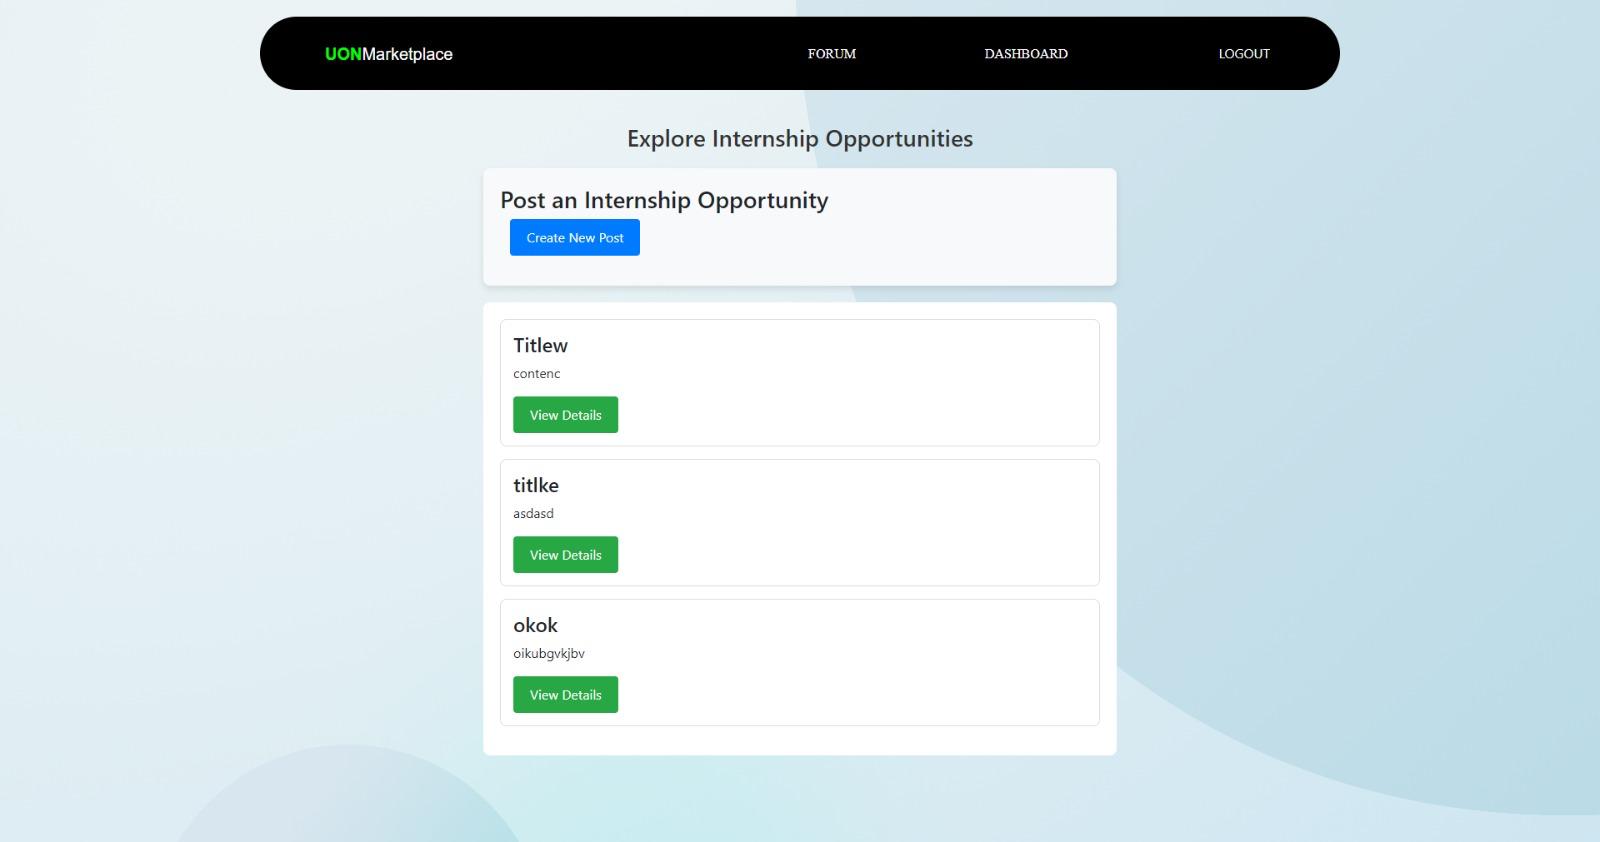 UONMarketplace FORUM DASHBOARD LOGOUT
Explore Internship Opportunities
Post an Internship Opportunity
Create New Post
Titlew
contenc
View Details
titlke
asdasd
View Details
okok
oikubgvkjbv
View Details